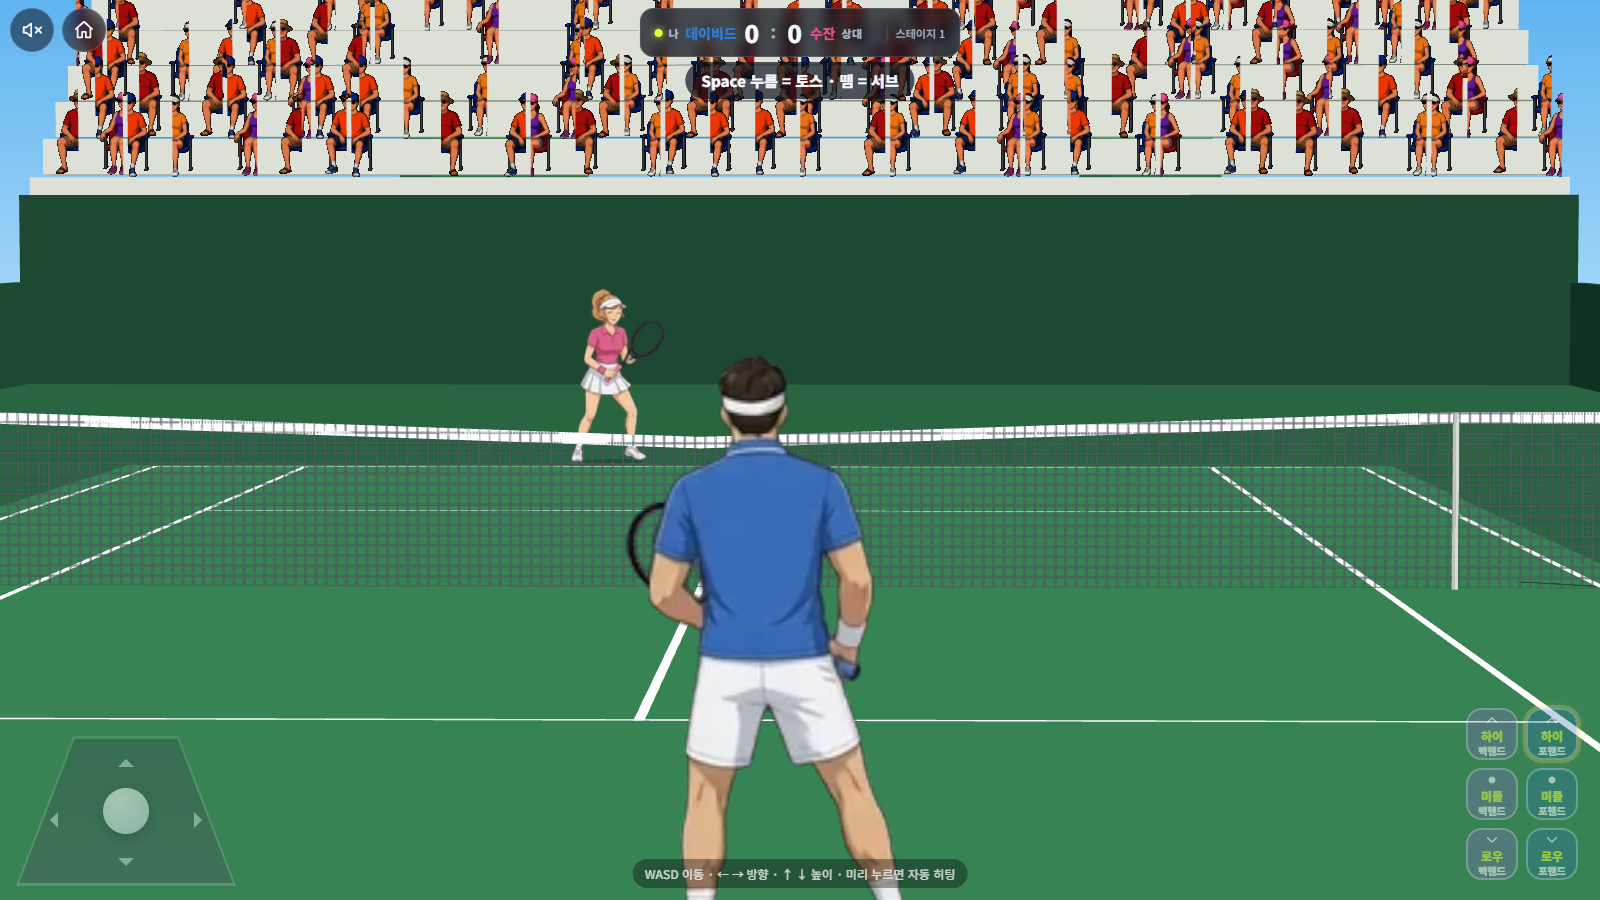 나 데이비드 0 : 0 수잔 상대 스테이지 1
Space 누름 = 토스 · 뗌 = 서브
하이 백핸드
하이 포핸드
미들 백핸드
미들 포핸드
로우 백핸드
로우 포핸드
WASD 이동 · ←→ 방향 · ↑ ↓ 높이 · 미리 누르면 자동 히팅